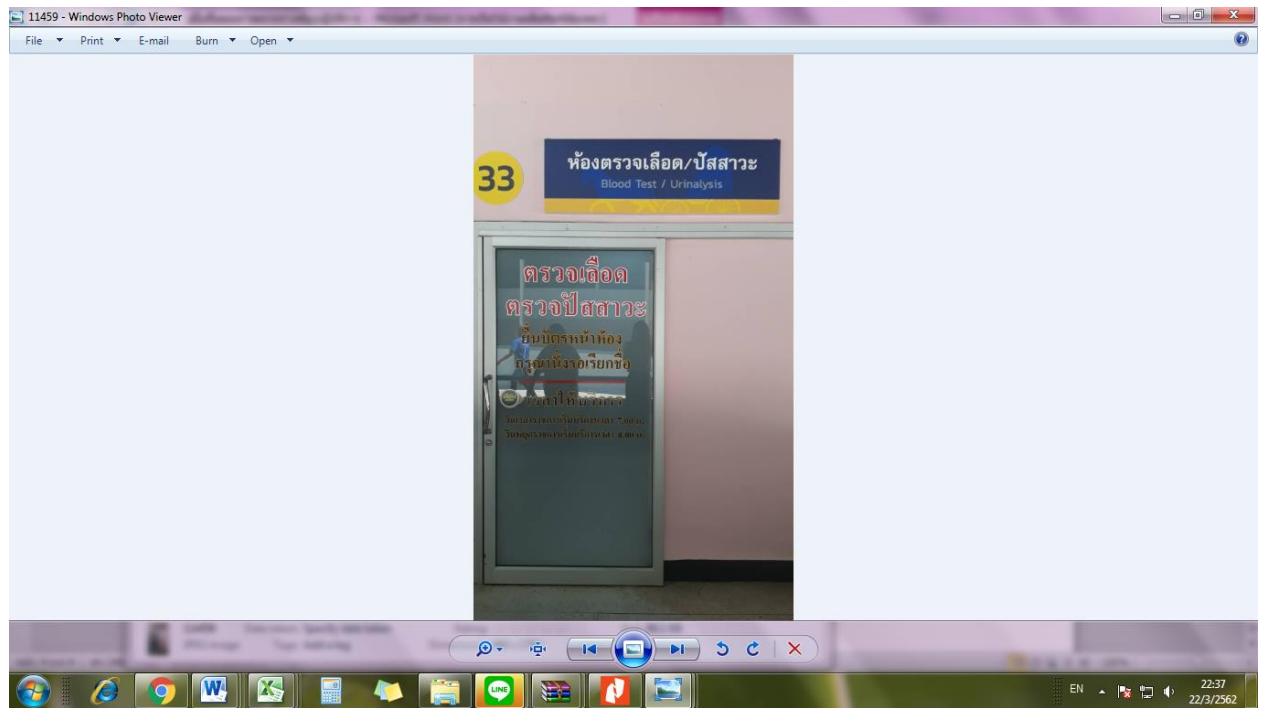 11459 - Windows Photo Viewer
File Print E-mail Burn Open
33
ห้องตรวจเลือด/ปัสสาวะ
Blood Test / Urinalysis
ตรวจเลือด
ตรวจปัสสาวะ
ยื่นบัตรหน้าห้อง
กรุณานั่งรอเรียกชื่อ
LINE
EN
22:37
22/3/2562